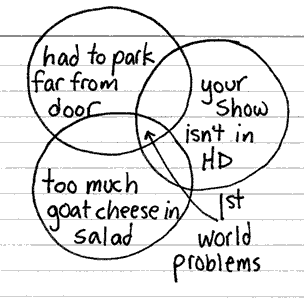 had to park
far from
door
your
show
isn't in
HD
too much
goat cheese in
salad
1st
world
problems